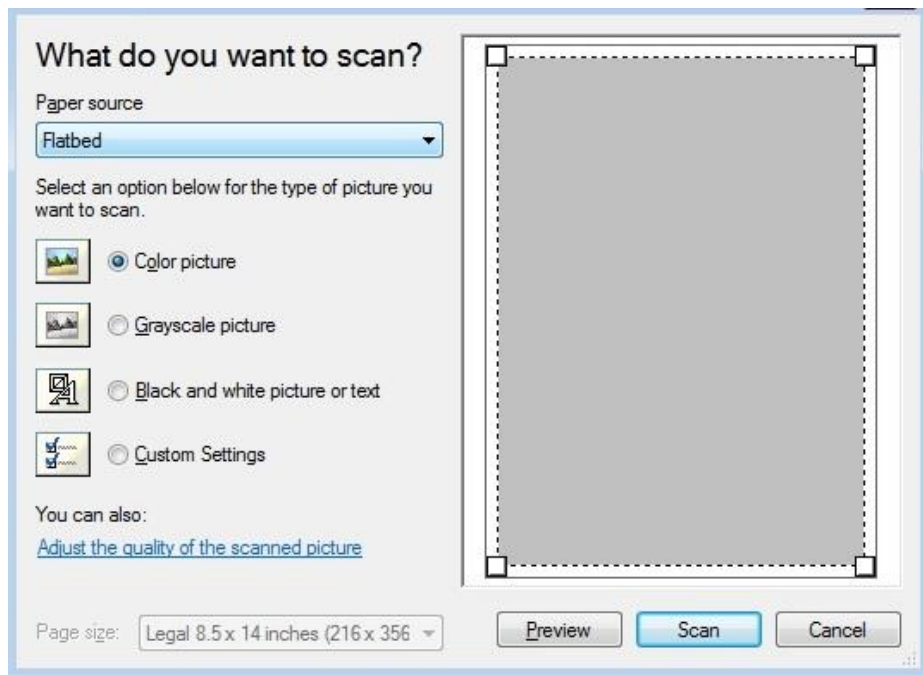 What do you want to scan?
Paper source
Flatbed
Select an option below for the type of picture you
want to scan.
Color picture
Grayscale picture
Black and white picture or text
Custom Settings
You can also:
Adjust the quality of the scanned picture
Page size: Legal 8.5 x 14 inches (216 x 356
Preview Scan Cancel